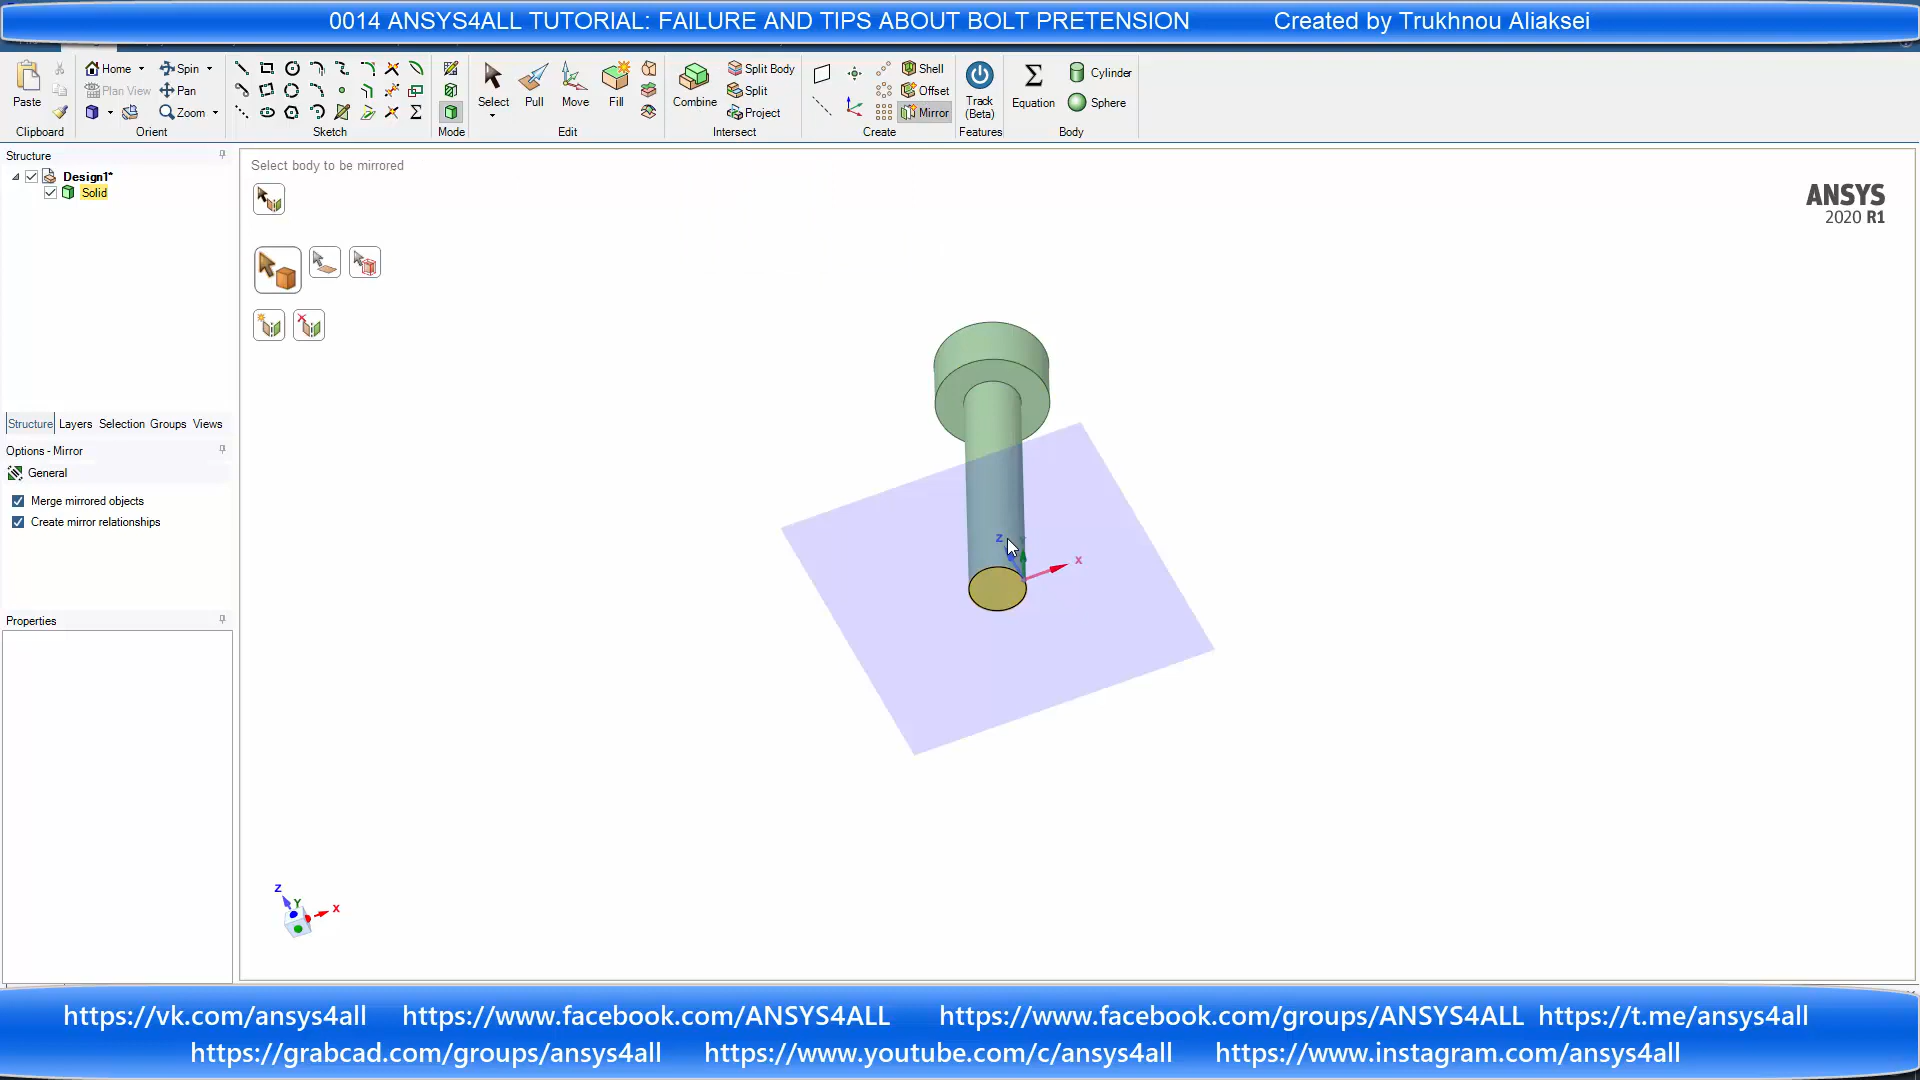 0014 ANSYS4ALL TUTORIAL: FAILURE AND TIPS ABOUT BOLT PRETENSION Created by Trukhnou Aliaksei
Paste
Clipboard
Home
Plan View
Spin
Pan
Zoom
Orient
Sketch
Mode
Select
Pull
Move
Fill
Edit
Combine
Split Body
Split
Project
Intersect
Shell
Offset
Mirror
Create
Track
(Beta)
Features
Equation
Cylinder
Sphere
Body
Structure
Design1*
Solid
Structure Layers Selection Groups Views
Options - Mirror
General
Merge mirrored objects
Create mirror relationships
Properties
Select body to be mirrored
ANSYS
2020 R1
Z
X
Z
Y
X
https://vk.com/ansys4all https://www.facebook.com/ANSYS4ALL https://www.facebook.com/groups/ANSYS4ALL https://t.me/ansys4all
https://grabcad.com/groups/ansys4all https://www.youtube.com/c/ansys4all https://www.instagram.com/ansys4all